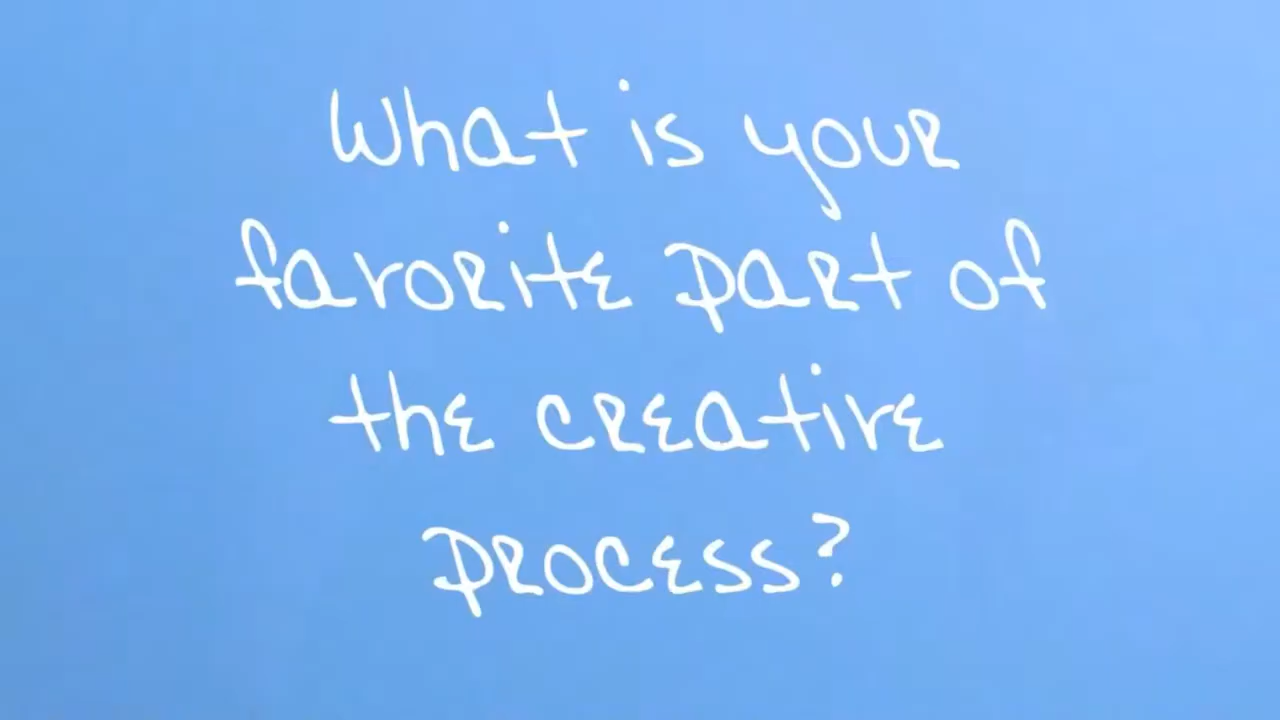 What is your
favorite part of
the creative
process?